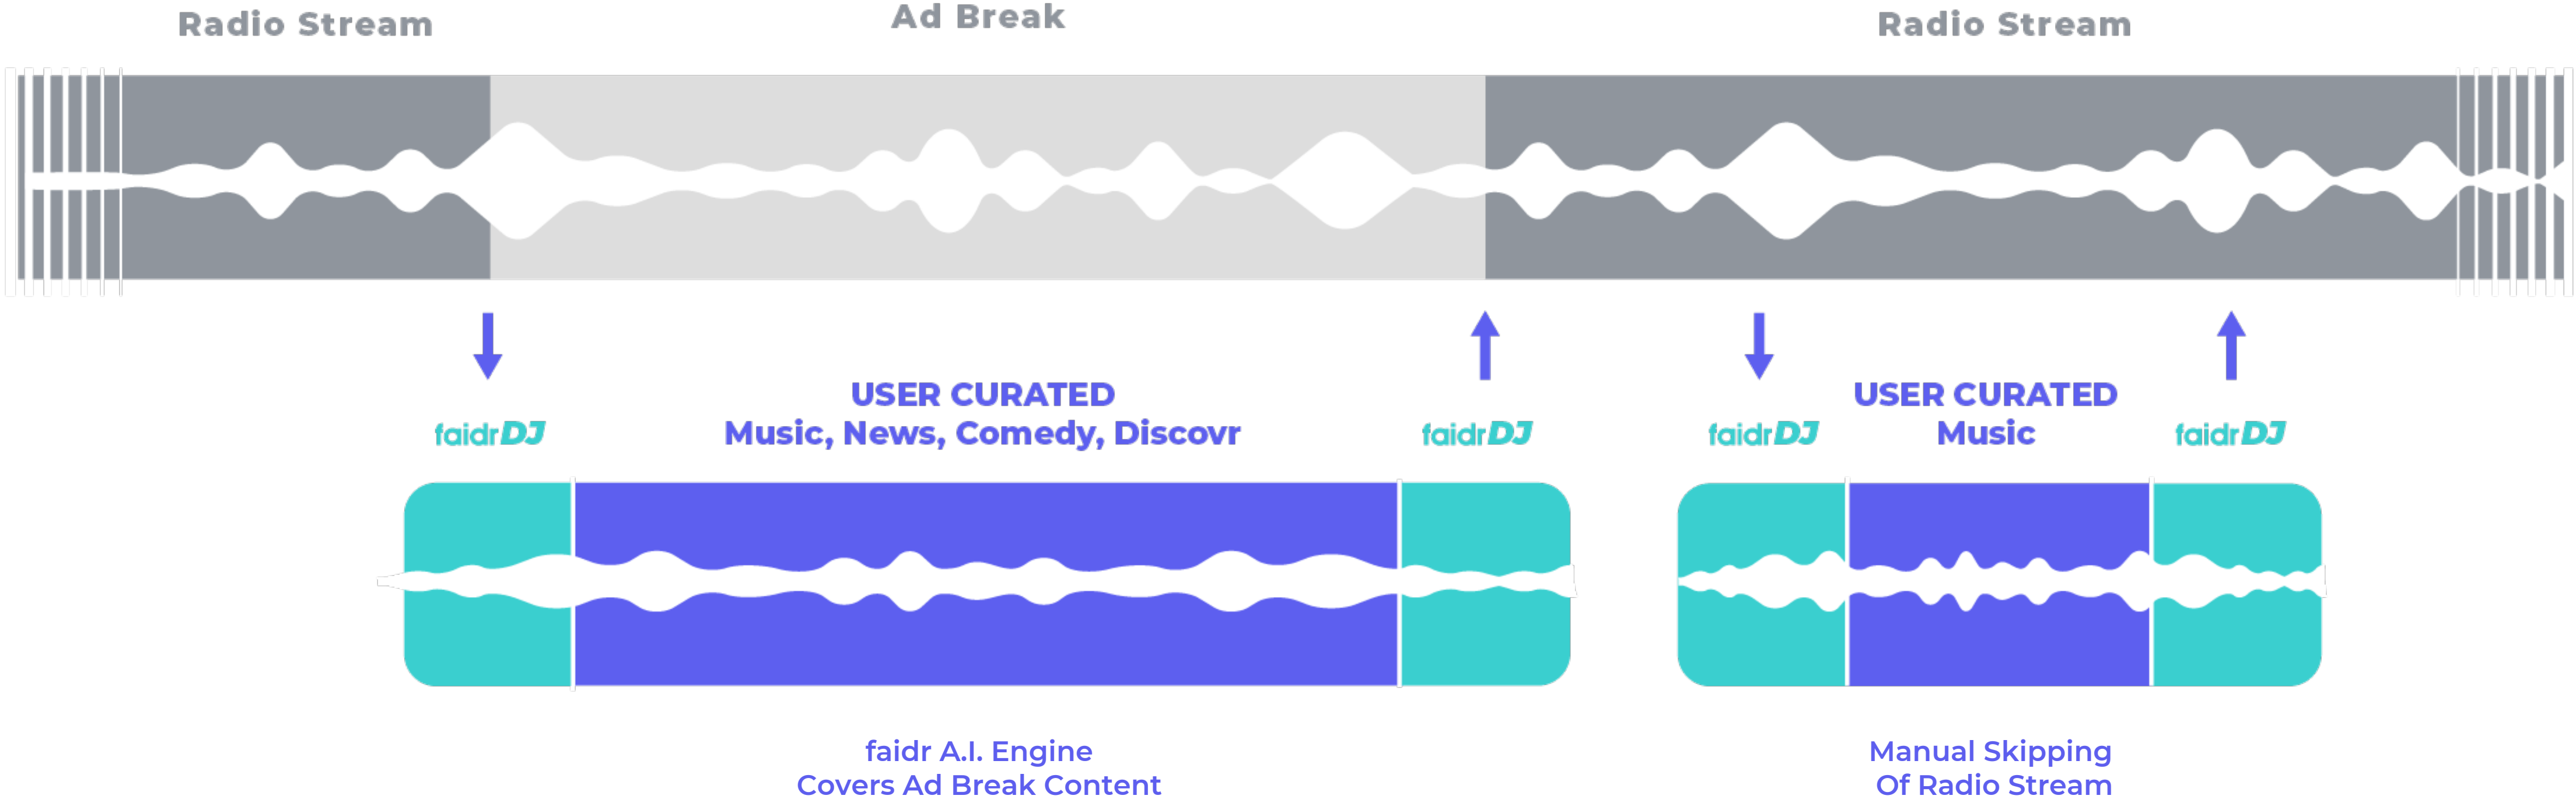 Radio Stream
Ad Break
Radio Stream
USER CURATED
Music, News, Comedy, Discovr
faidrDJ
faidrDJ
faidrDJ
USER CURATED
Music
faidrDJ
faidr A.I. Engine
Covers Ad Break Content
Manual Skipping
Of Radio Stream